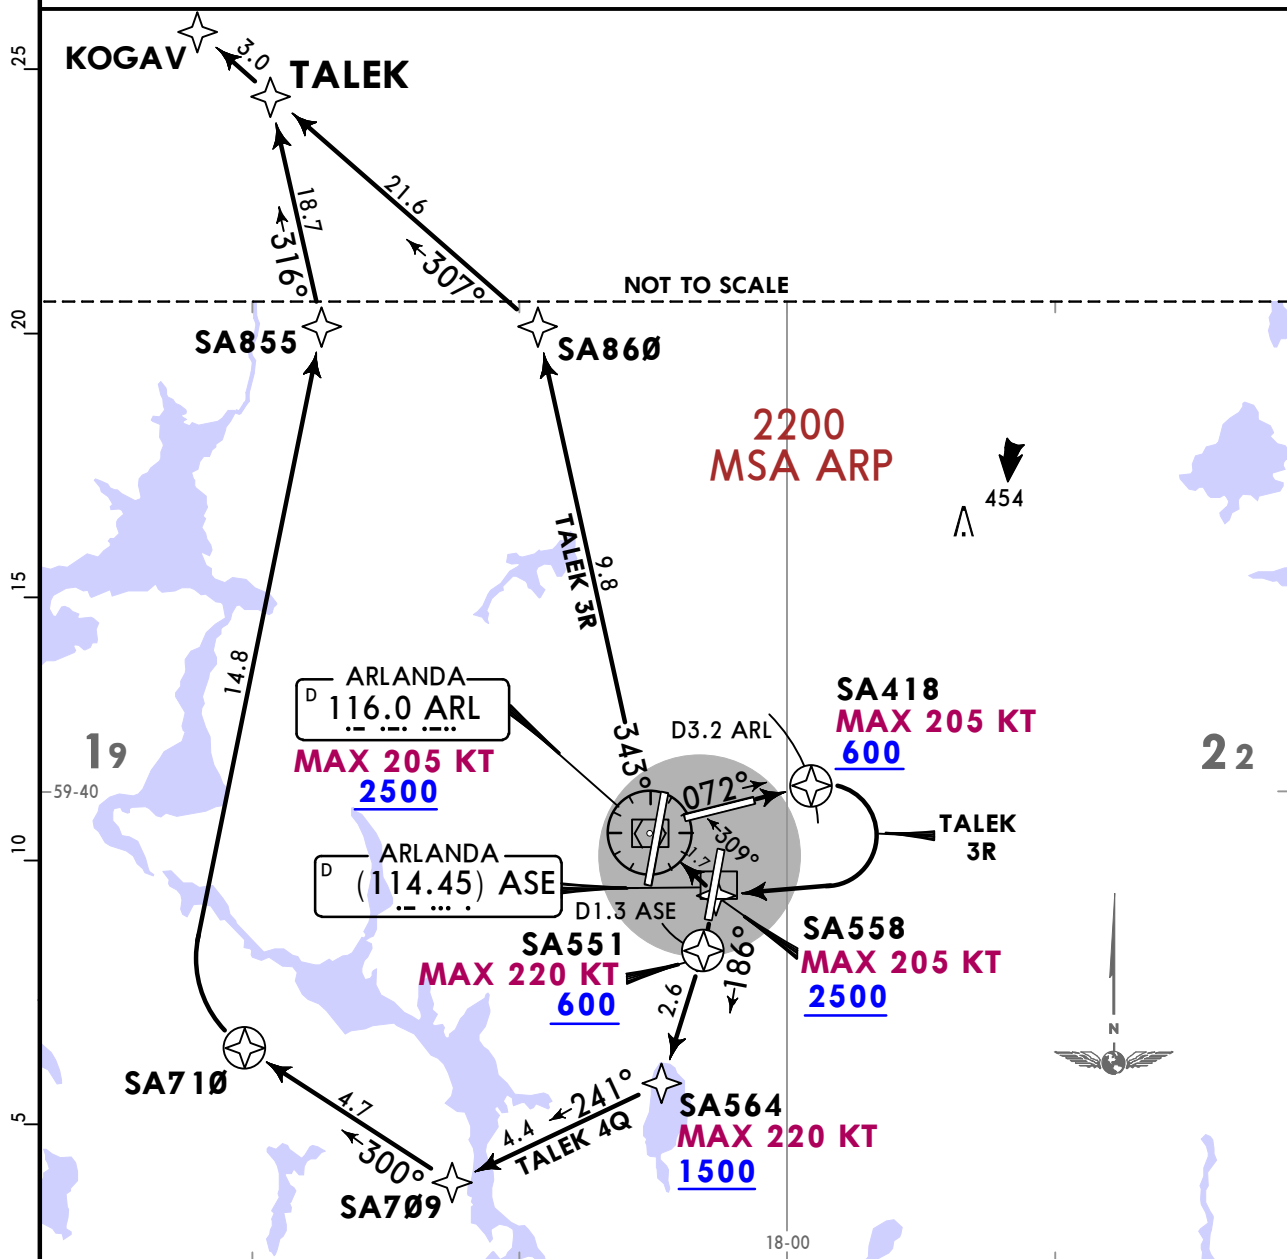 25
KOGAV
3.0
TALEK
18.7
←316°
21.6
←307°
NOT TO SCALE
20
SA855
SA86Ø
2200
MSA ARP
454
TALEK 3R
9.8
15
14.8
343°
ARLANDA
D 116.0 ARL
MAX 205 KT
2500
D3.2 ARL
SA418
MAX 205 KT
600
19
22
59-40
072°→
←309°
1.7
TALEK
3R
10
ARLANDA
D (114.45) ASE
D1.3 ASE
SA551
MAX 220 KT
600
←186°
SA558
MAX 205 KT
2500
2.6
N
SA71Ø
4.7
←300°
←241°
4.4
TALEK 4Q
SA564
MAX 220 KT
1500
5
SA7Ø9
18-00